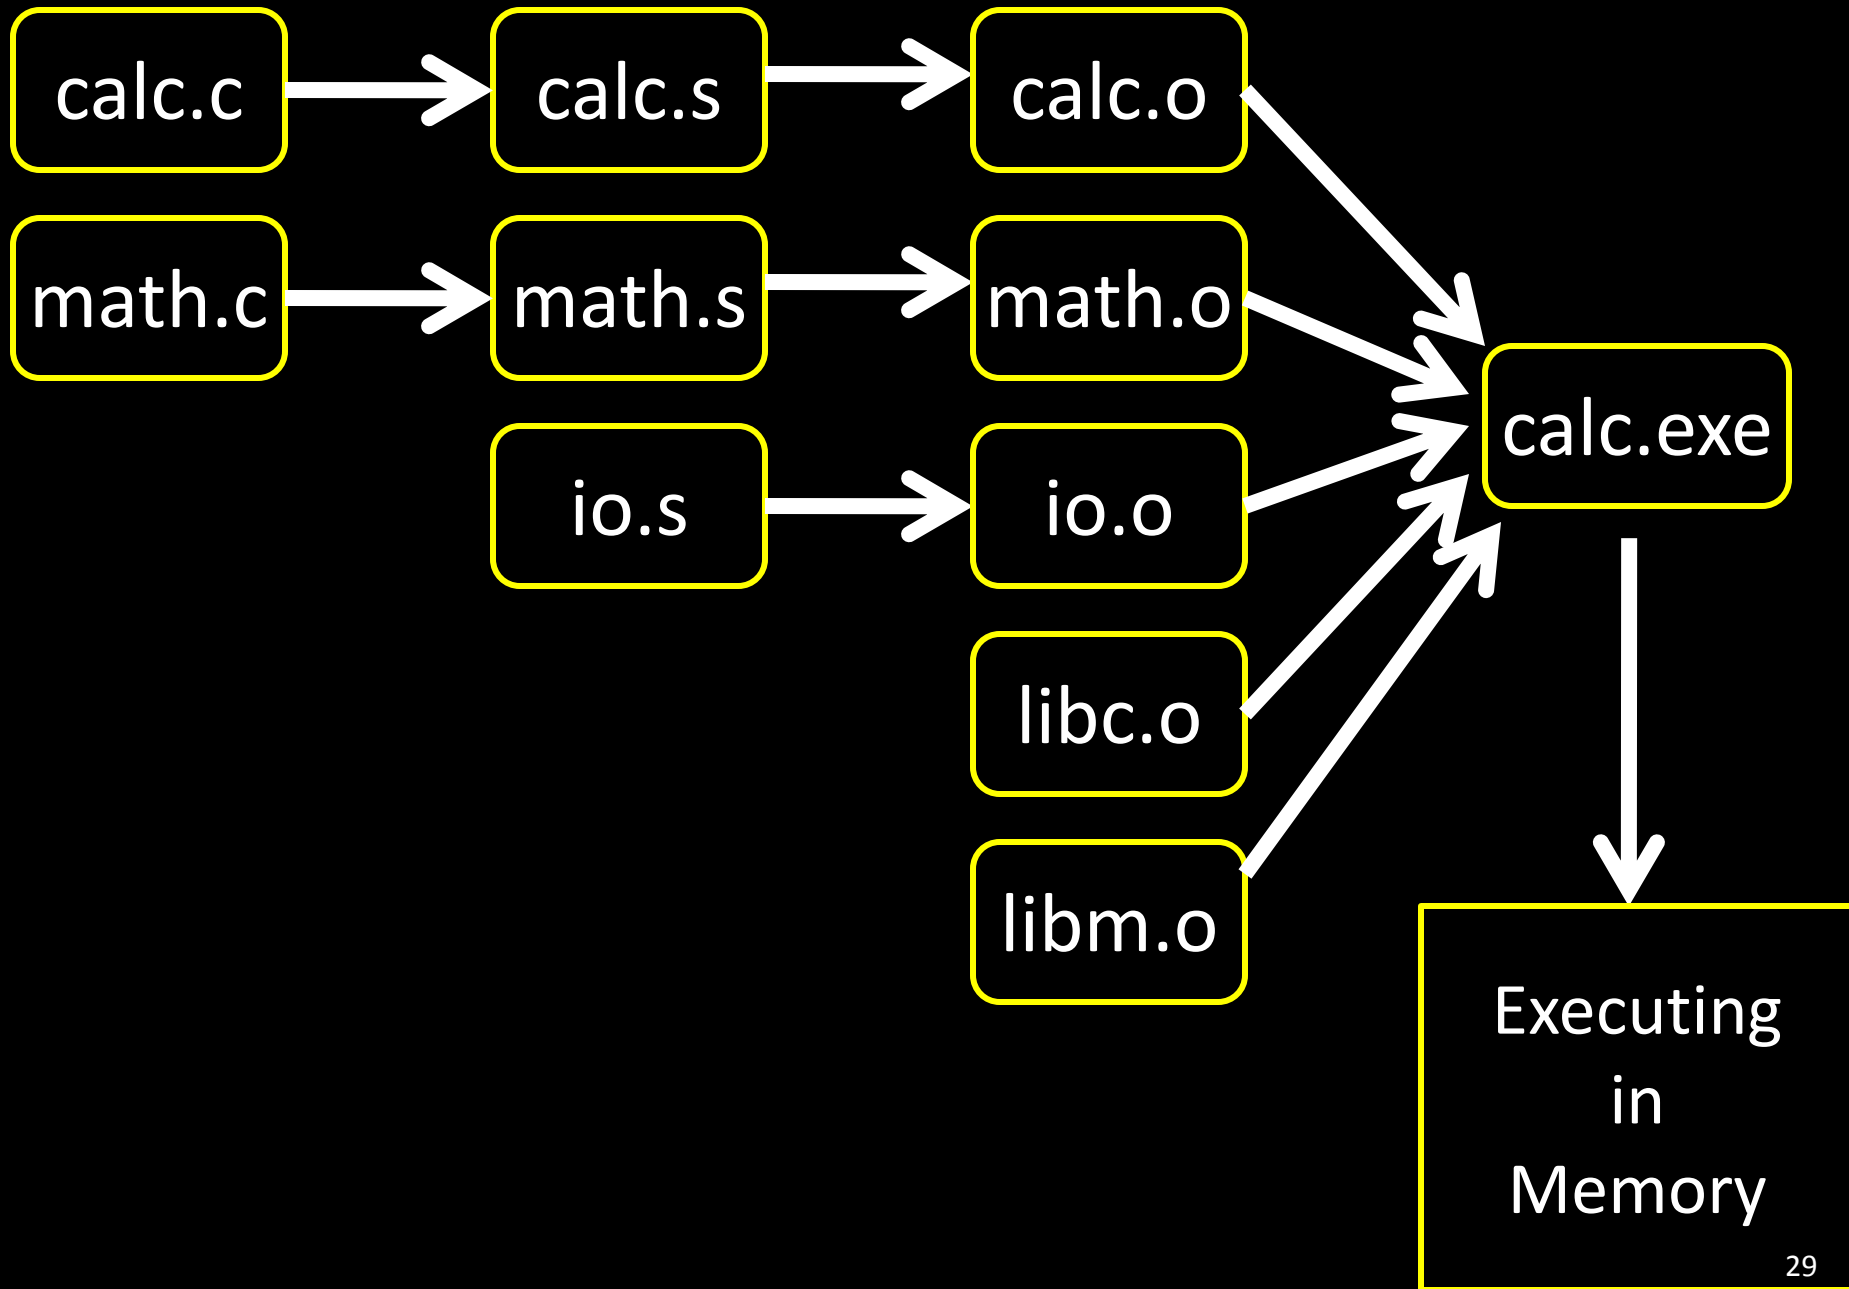 calc.c
calc.s
calc.o
math.c
math.s
math.o
calc.exe
io.s
io.o
libc.o
libm.o
Executing
in
Memory
29